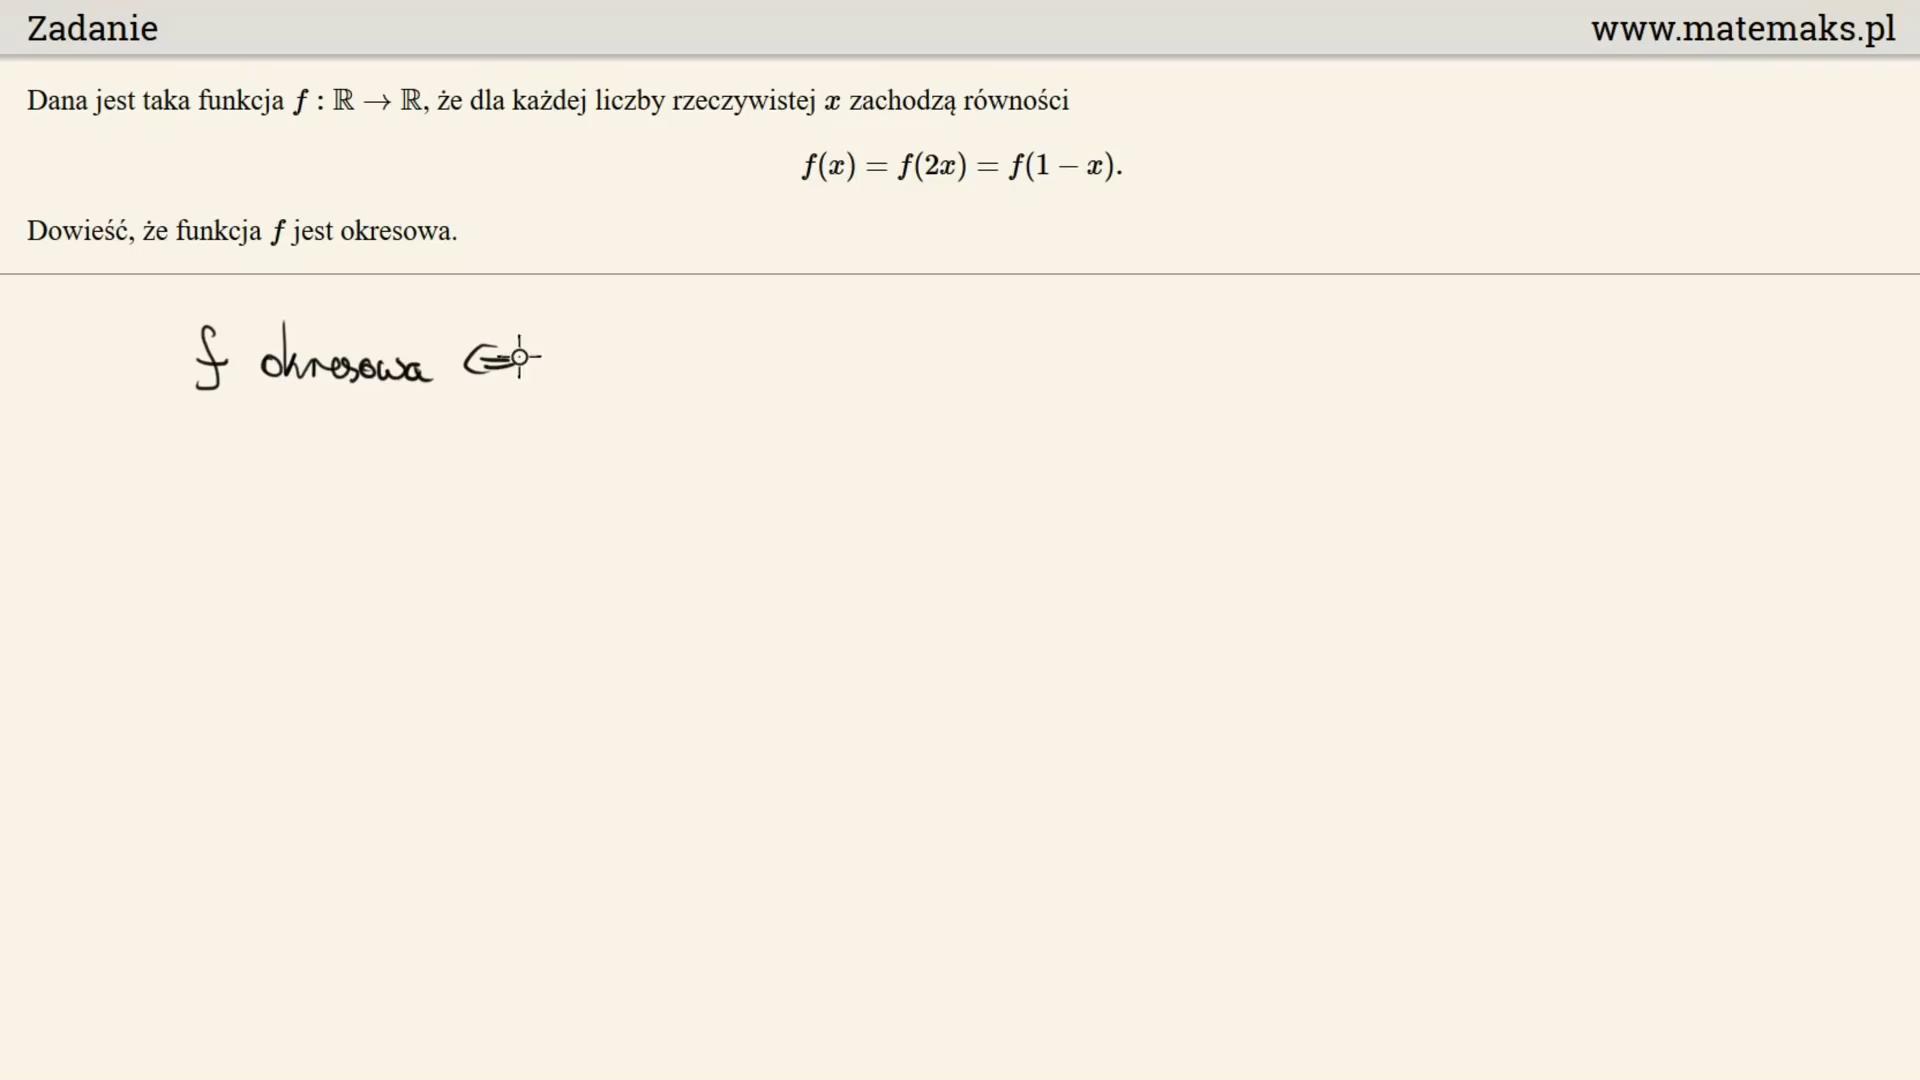 Zadanie www.matemaks.pl
Dana jest taka funkcja f : ℝ → ℝ, że dla każdej liczby rzeczywistej x zachodzą równości
f(x) = f(2x) = f(1 − x).
Dowieść, że funkcja f jest okresowa.
f okresowa ⇐